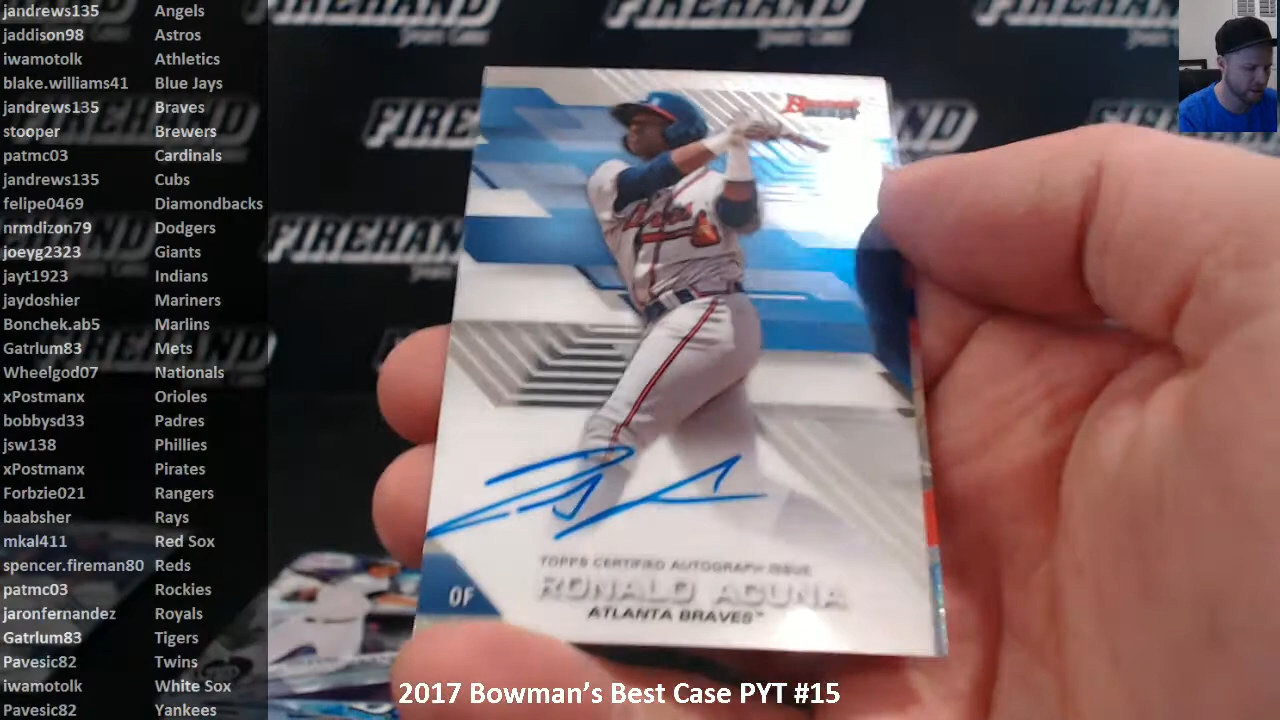 jandrews135 Angels
jaddison98 Astros
iwamotolk Athletics
blake.williams41 Blue Jays
jandrews135 Braves
stooper Brewers
patmc03 Cardinals
jandrews135 Cubs
felipe0469 Diamondbacks
nrmdizon79 Dodgers
joeyg2323 Giants
jayt1923 Indians
jaydoshier Mariners
Bonchek.ab5 Marlins
Gatrlum83 Mets
Wheelgod07 Nationals
xPostmanx Orioles
bobbysd33 Padres
jsw138 Phillies
xPostmanx Pirates
Forbzie021 Rangers
baabsher Rays
mkal411 Red Sox
spencer.fireman80 Reds
patmc03 Rockies
jaronfernandez Royals
Gatrlum83 Tigers
Pavesic82 Twins
iwamotolk White Sox
Pavesic82 Yankees
FIREHAND
FIREHAND
FIREHAND
Bowman's
Braves
TOPPS CERTIFIED AUTOGRAPH ISSUE
RONALD ACUNA
OF
ATLANTA BRAVES™
2017 Bowman's Best Case PYT #15